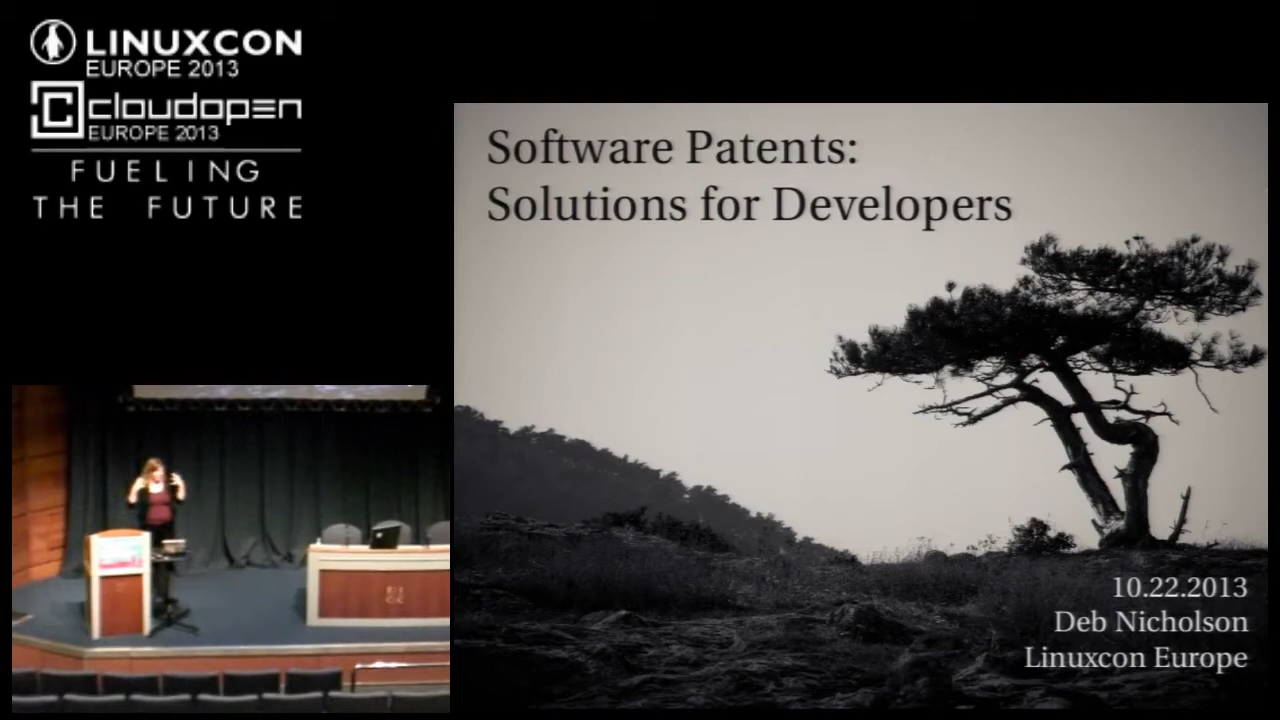 LINUXCON
EUROPE 2013
cloudopen
EUROPE 2013
FUELING
THE FUTURE
Software Patents:
Solutions for Developers
10.22.2013
Deb Nicholson
Linuxcon Europe